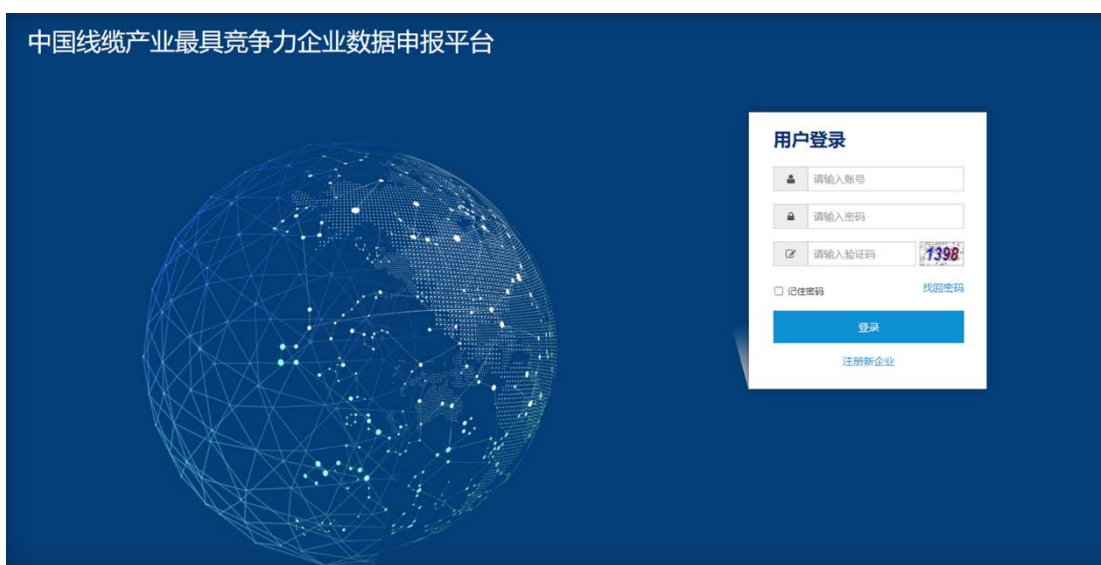 中国线缆产业最具竞争力企业数据申报平台
用户登录
请输入账号
请输入密码
请输入验证码 1398
记住密码 找回密码
登录
注册新企业